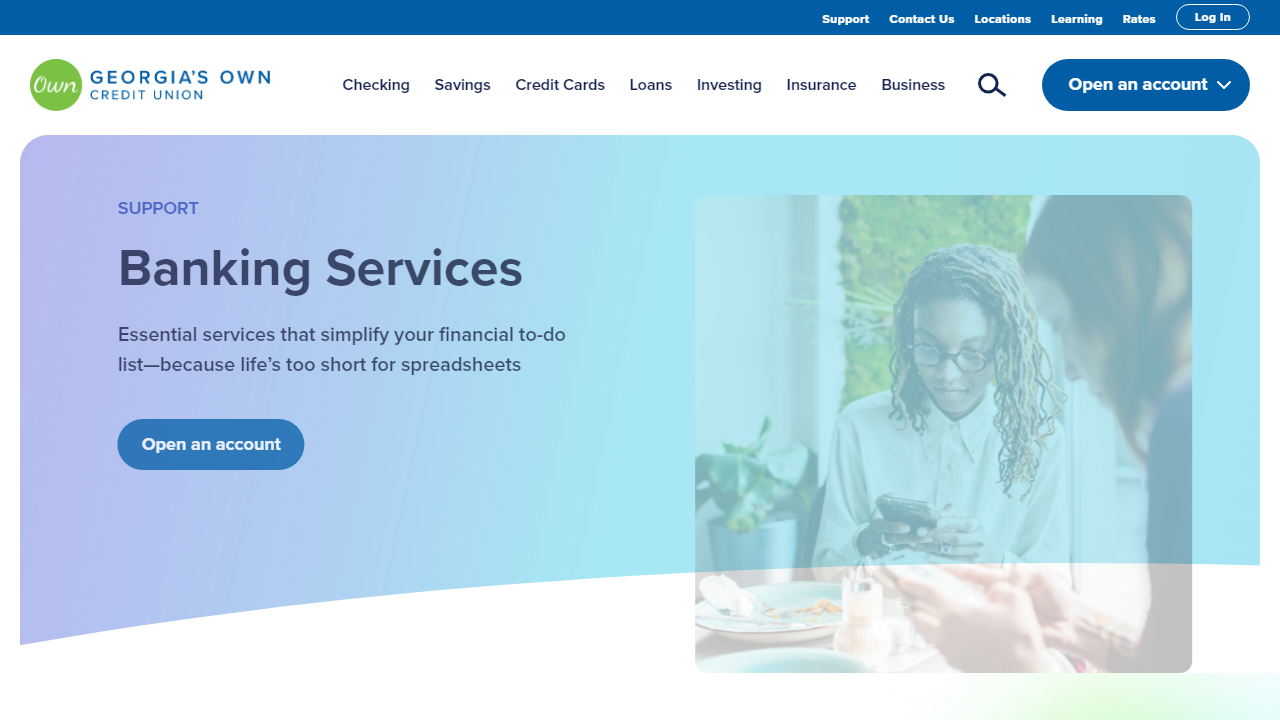 Support Contact Us Locations Learning Rates Log In
Own GEORGIA'S OWN
CREDIT UNION
Checking Savings Credit Cards Loans Investing Insurance Business Open an account
SUPPORT
Banking Services
Essential services that simplify your financial to-do
list—because life’s too short for spreadsheets
Open an account